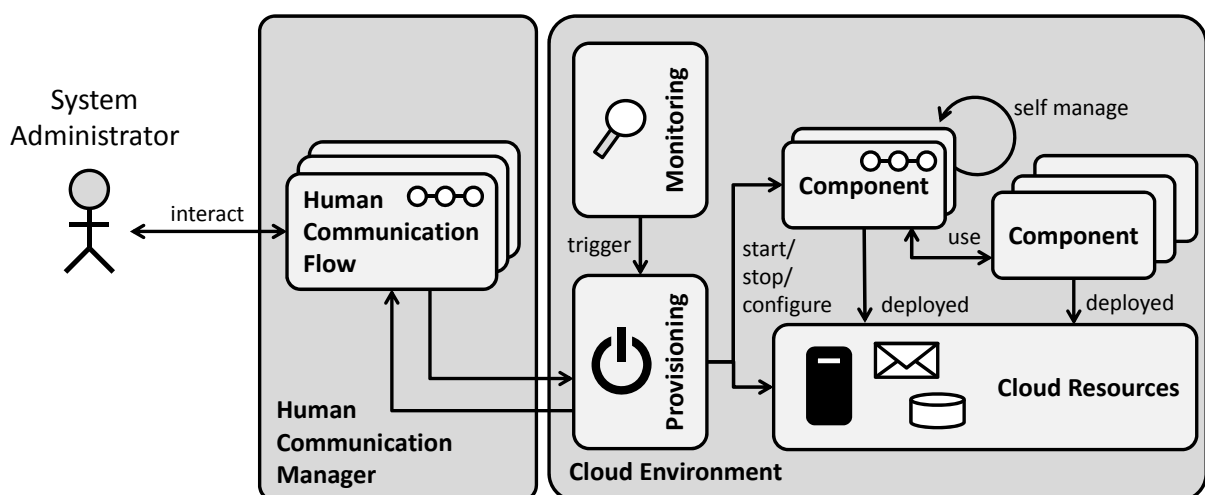 System
Administrator
interact
Human
Communication
Flow
Human
Communication
Manager
Monitoring
trigger
Provisioning
start/
stop/
configure
Component
self manage
use
Component
deployed
deployed
Cloud Resources
Cloud Environment